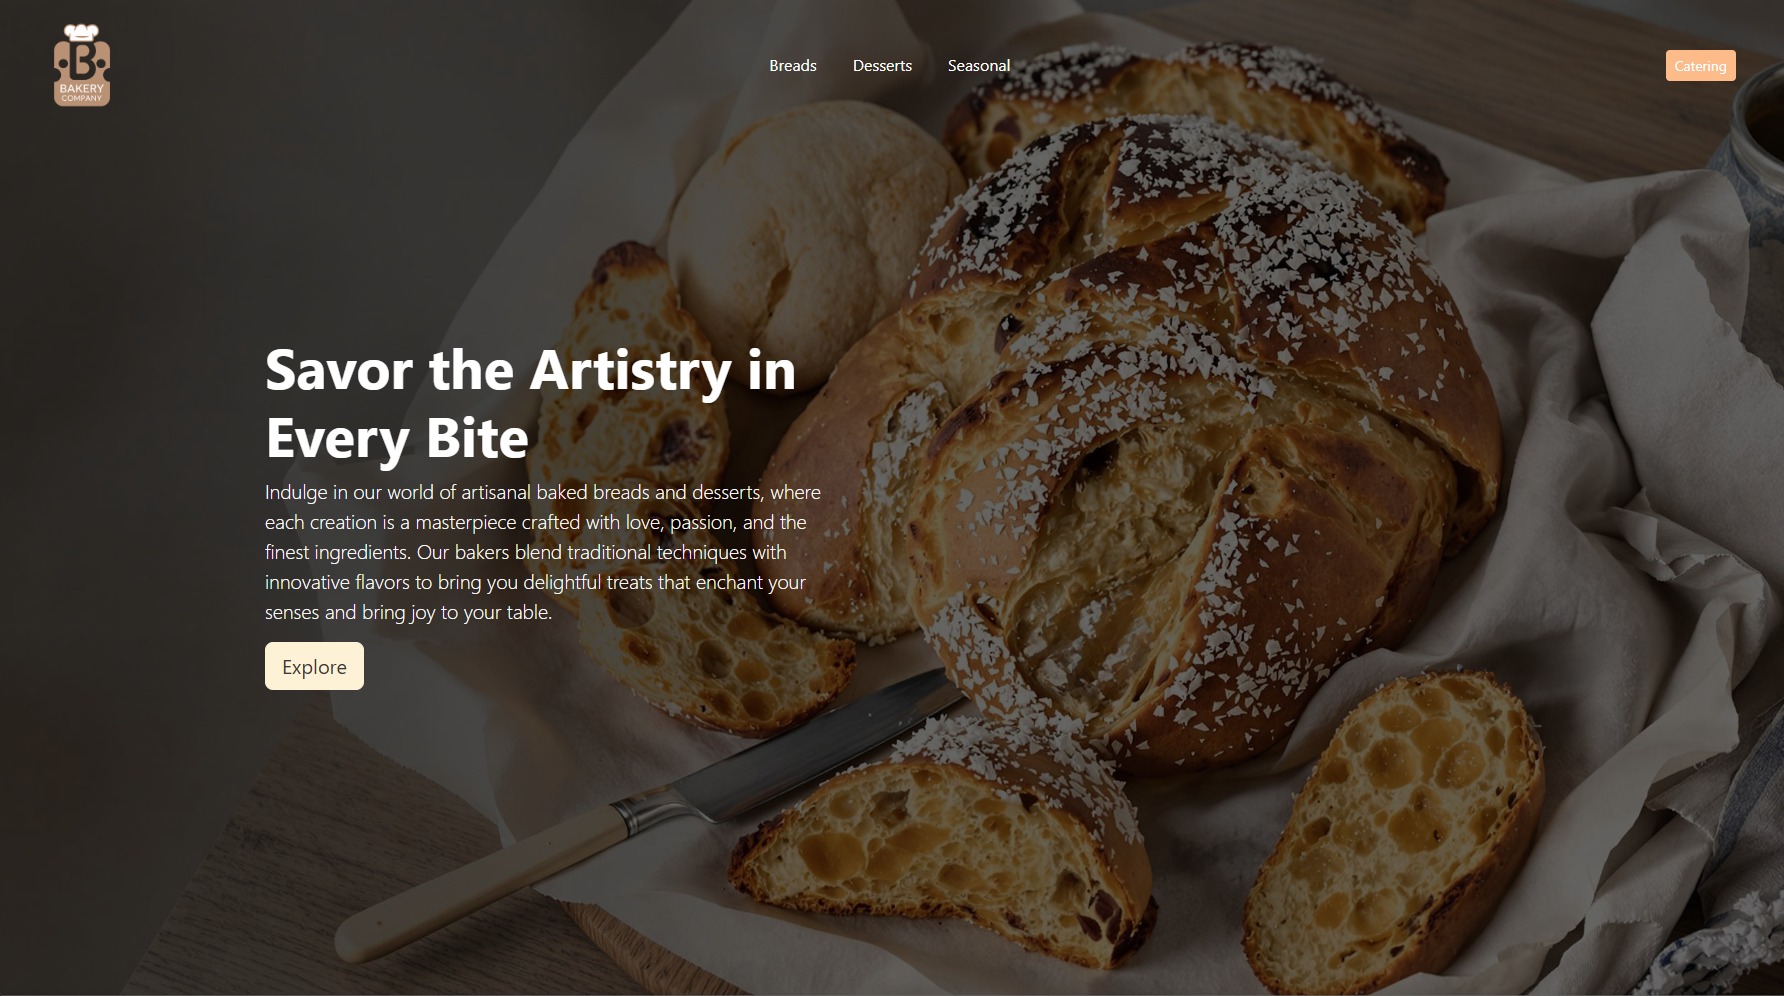 B
BAKERY
COMPANY
Breads
Desserts
Seasonal
Catering
Savor the Artistry in
Every Bite
Indulge in our world of artisanal baked breads and desserts, where
each creation is a masterpiece crafted with love, passion, and the
finest ingredients. Our bakers blend traditional techniques with
innovative flavors to bring you delightful treats that enchant your
senses and bring joy to your table.
Explore